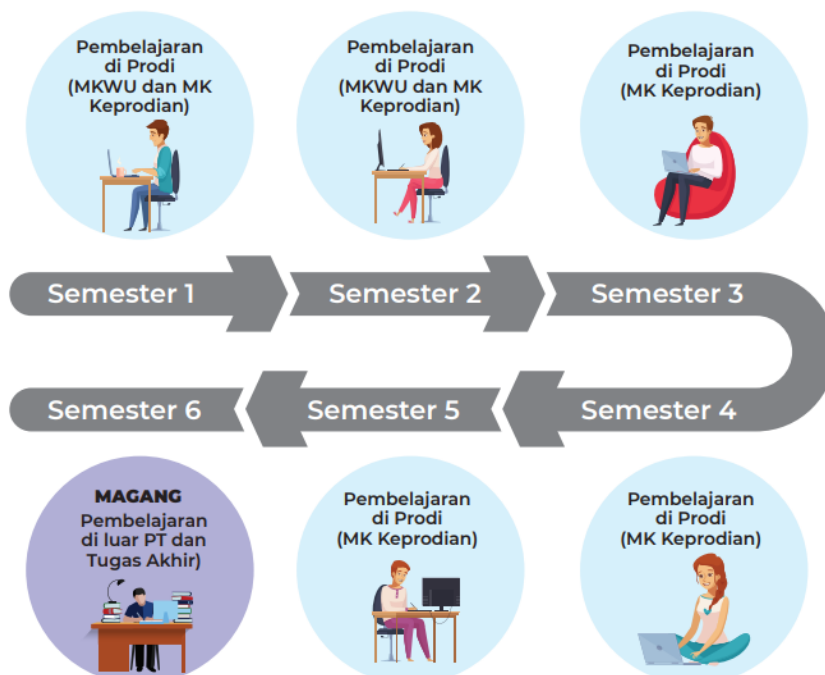 Pembelajaran
di Prodi
(MKWU dan MK
Keprodian)
Pembelajaran
di Prodi
(MKWU dan MK
Keprodian)
Pembelajaran
di Prodi
(MK Keprodian)
Semester 1
Semester 2
Semester 3
Semester 6
Semester 5
Semester 4
MAGANG
Pembelajaran
di luar PT dan
Tugas Akhir)
Pembelajaran
di Prodi
(MK Keprodian)
Pembelajaran
di Prodi
(MK Keprodian)